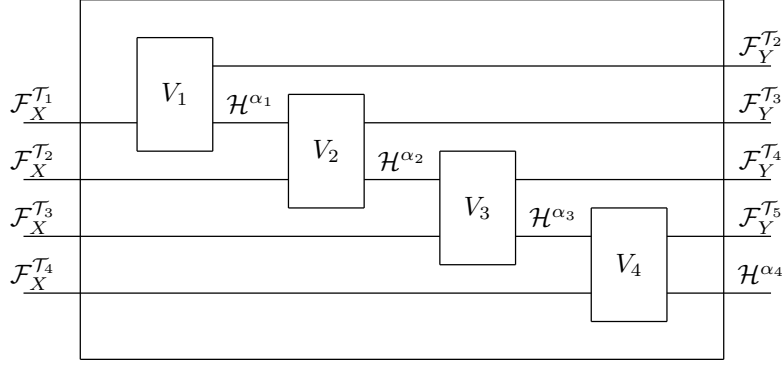 $\mathcal{F}_Y^{\mathcal{T}_2}$
$V_1$
$\mathcal{F}_X^{\mathcal{T}_1}$ $\mathcal{H}^{\alpha_1}$ $\mathcal{F}_Y^{\mathcal{T}_3}$
$V_2$
$\mathcal{F}_X^{\mathcal{T}_2}$ $\mathcal{H}^{\alpha_2}$ $\mathcal{F}_Y^{\mathcal{T}_4}$
$V_3$
$\mathcal{F}_X^{\mathcal{T}_3}$ $\mathcal{H}^{\alpha_3}$ $\mathcal{F}_Y^{\mathcal{T}_5}$
$V_4$
$\mathcal{F}_X^{\mathcal{T}_4}$ $\mathcal{H}^{\alpha_4}$